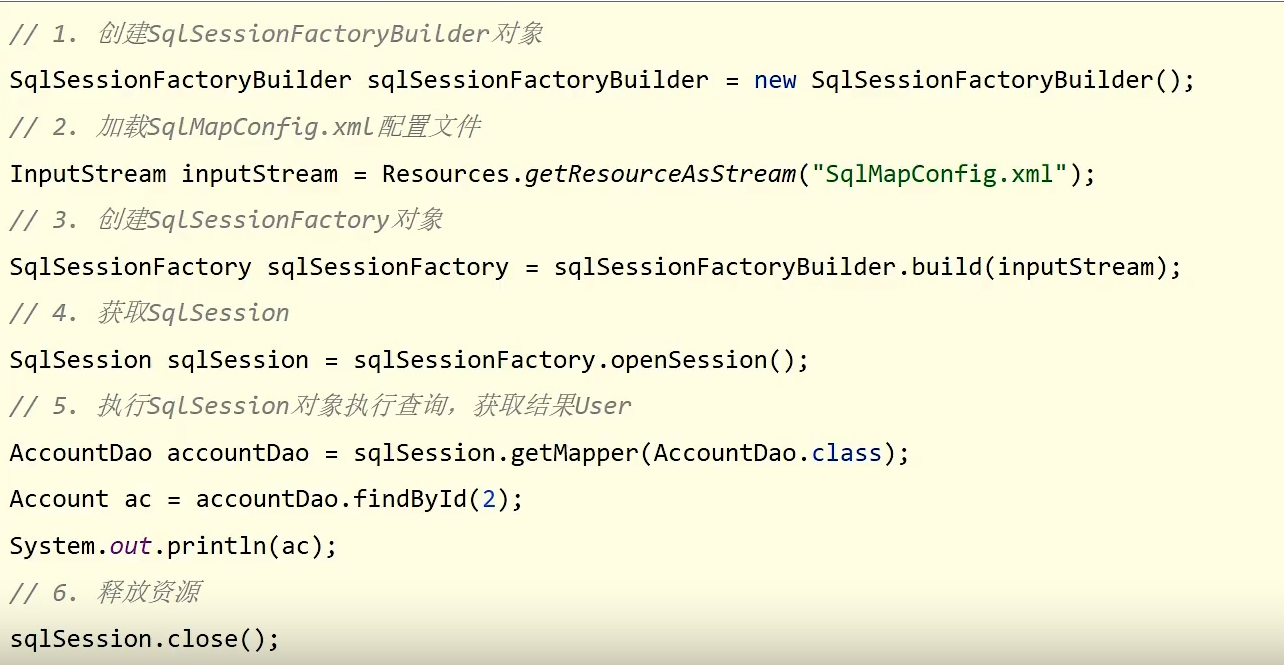 // 1. 创建SqlSessionFactoryBuilder对象
SqlSessionFactoryBuilder sqlSessionFactoryBuilder = new SqlSessionFactoryBuilder();
// 2. 加载SqlMapConfig.xml配置文件
InputStream inputStream = Resources.getResourceAsStream("SqlMapConfig.xml");
// 3. 创建SqlSessionFactory对象
SqlSessionFactory sqlSessionFactory = sqlSessionFactoryBuilder.build(inputStream);
// 4. 获取SqlSession
SqlSession sqlSession = sqlSessionFactory.openSession();
// 5. 执行SqlSession对象执行查询，获取结果User
AccountDao accountDao = sqlSession.getMapper(AccountDao.class);
Account ac = accountDao.findById(2);
System.out.println(ac);
// 6. 释放资源
sqlSession.close();